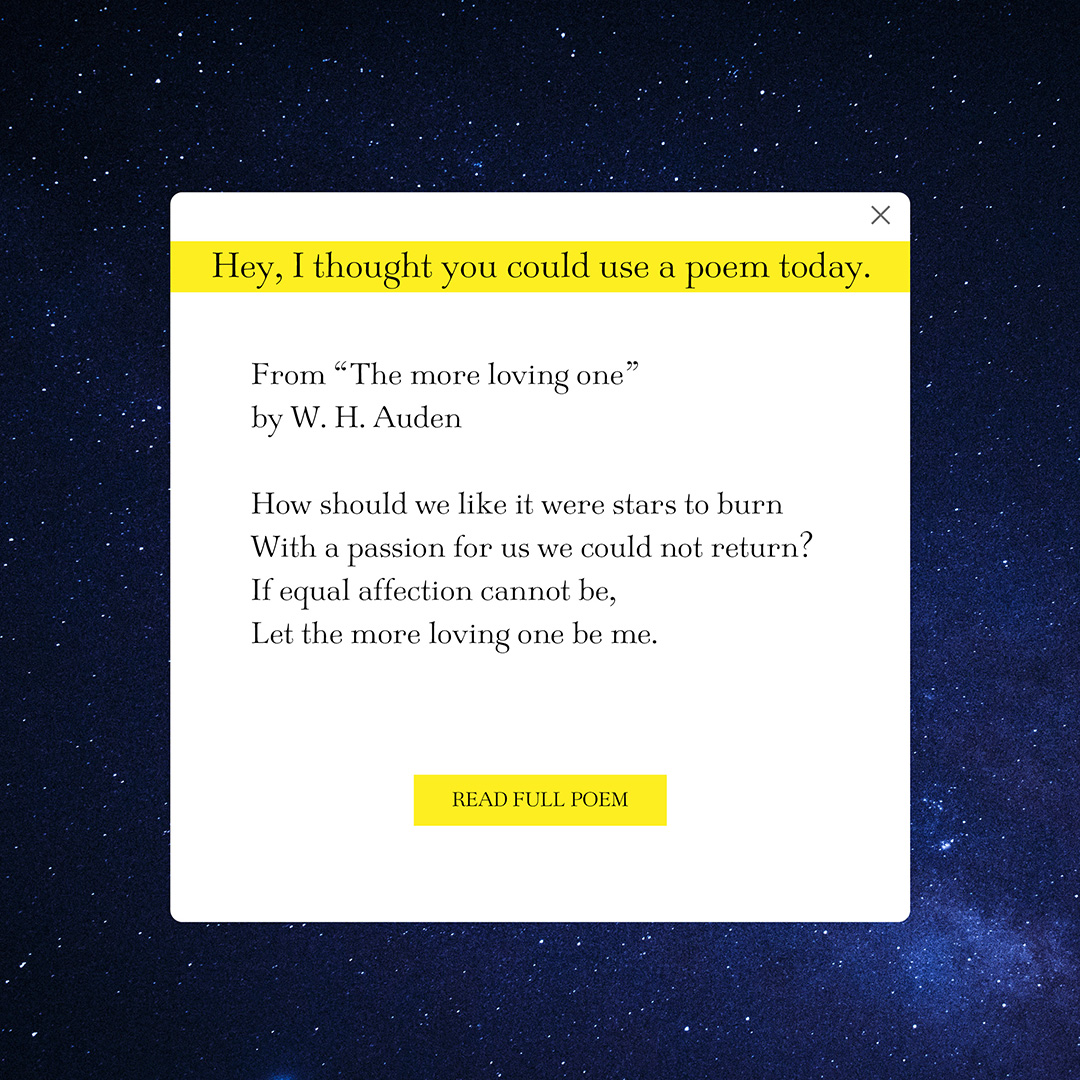 Hey, I thought you could use a poem today.
From “The more loving one”
by W. H. Auden
How should we like it were stars to burn
With a passion for us we could not return?
If equal affection cannot be,
Let the more loving one be me.
READ FULL POEM